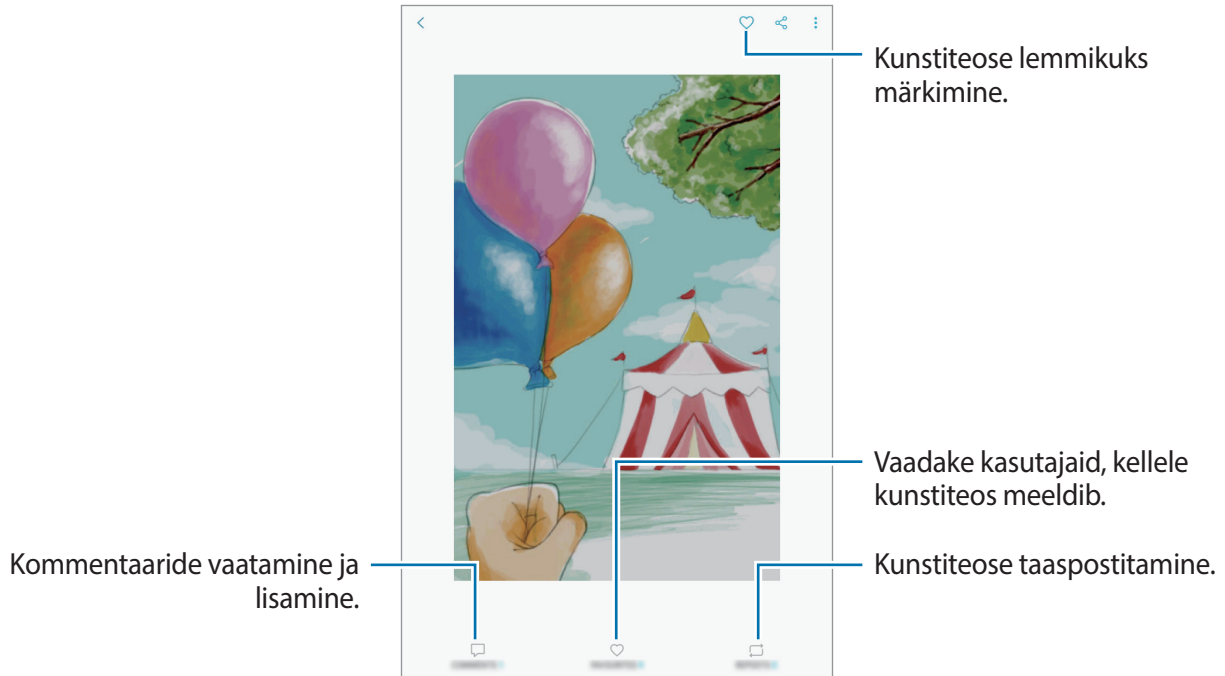 Kunstiteose lemmikuks
märkimine.
Vaadake kasutajaid, kellele
kunstiteos meeldib.
Kommentaaride vaatamine ja
lisamine.
Kunstiteose taaspostitamine.